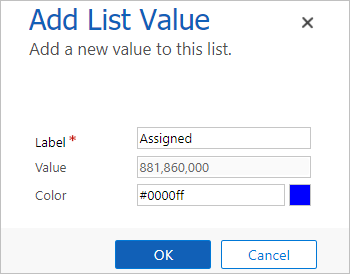 Add List Value
Add a new value to this list.
Label * Assigned
Value 881,860,000
Color #0000ff
OK Cancel